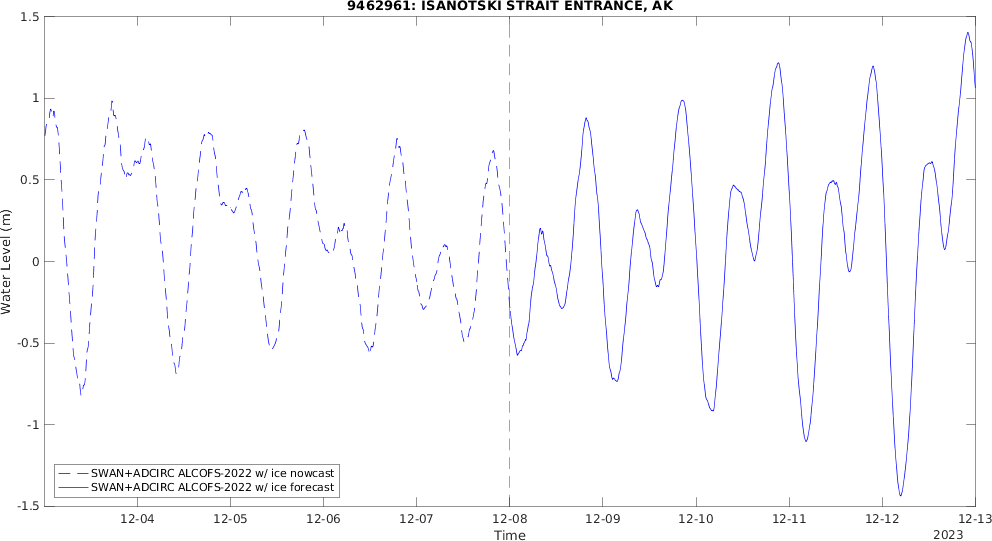 9462961: ISANOTSKI STRAIT ENTRANCE, AK
Water Level (m)
1.5
1
0.5
0
-0.5
-1
-1.5
SWAN+ADCIRC ALCOFS-2022 w/ ice nowcast
SWAN+ADCIRC ALCOFS-2022 w/ ice forecast
12-04 12-05 12-06 12-07 12-08 12-09 12-10 12-11 12-12 12-13
Time
2023